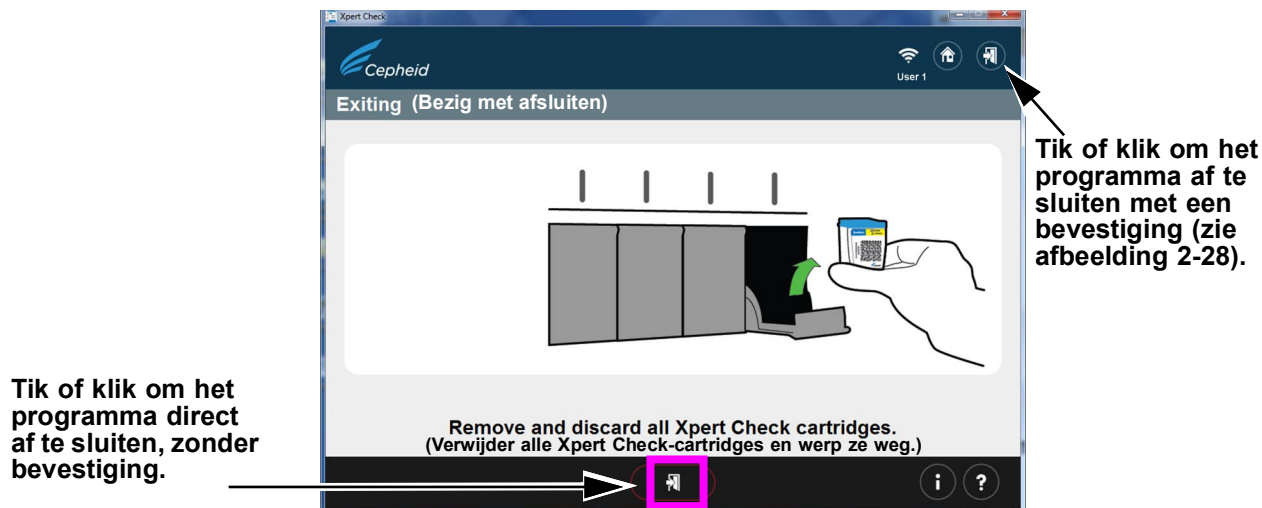 Xpert Check
Cepheid
User 1
Exiting (Bezig met afsluiten)
Tik of klik om het
programma af te
sluiten met een
bevestiging (zie
afbeelding 2-28).
Tik of klik om het
programma direct
af te sluiten, zonder
bevestiging.
Remove and discard all Xpert Check cartridges.
(Verwijder alle Xpert Check-cartridges en werp ze weg.)
i
?